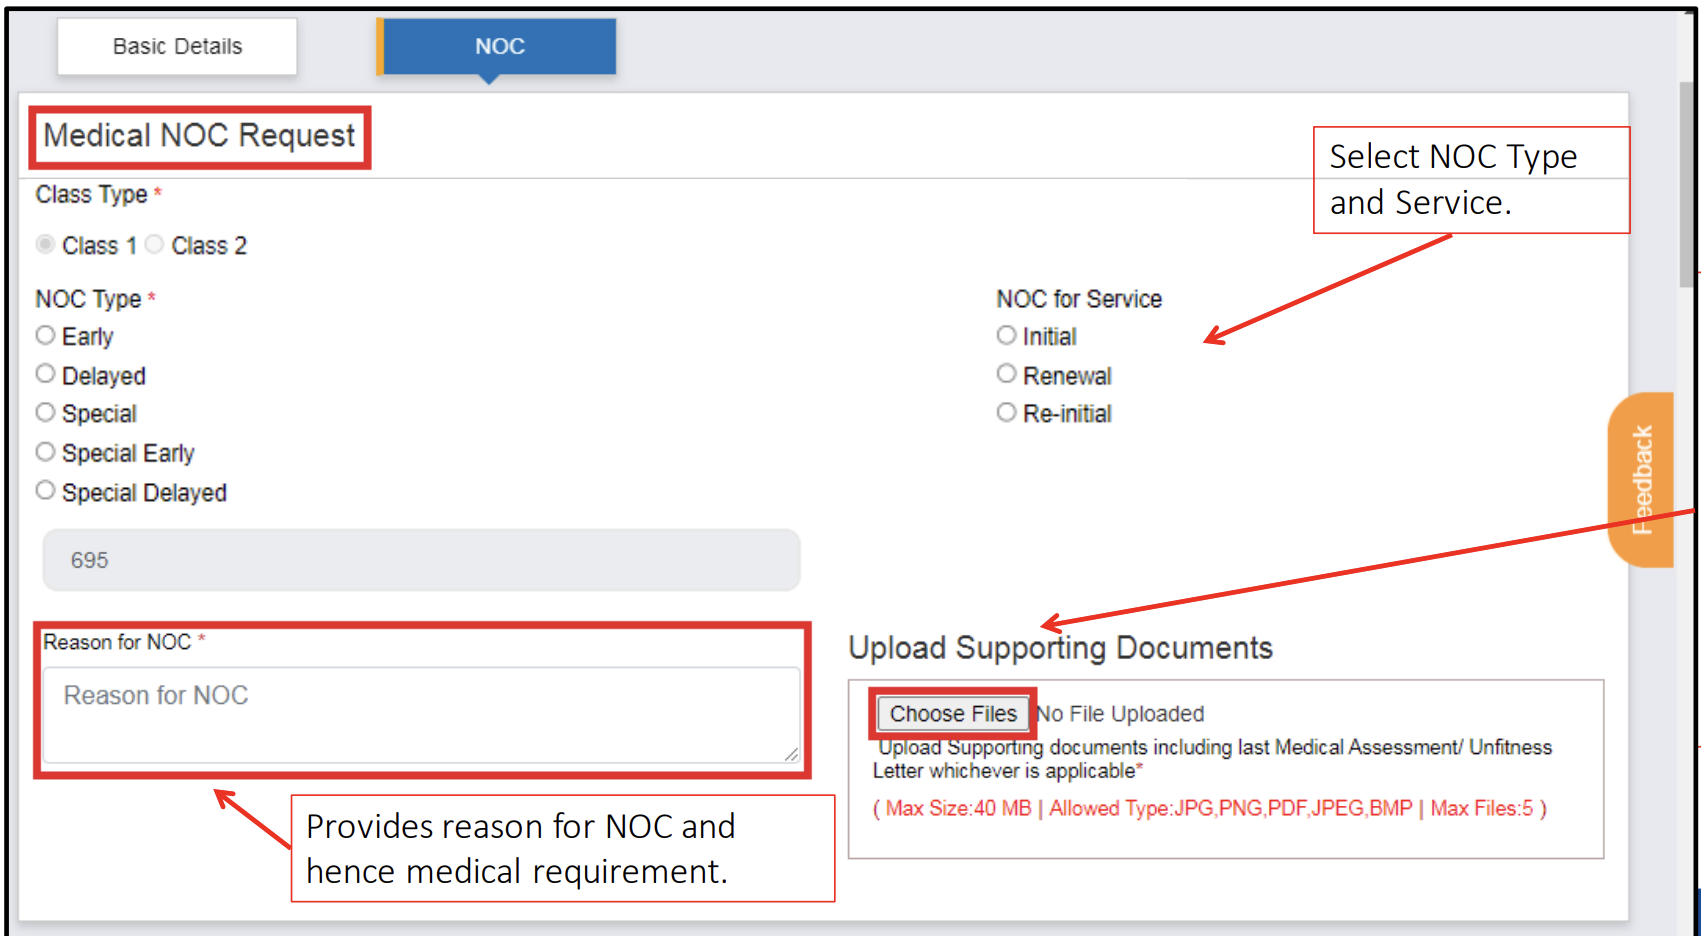 Basic Details
NOC
Medical NOC Request
Select NOC Type
and Service.
Class Type *
Class 1 Class 2
NOC Type *
NOC for Service
Early
Initial
Delayed
Renewal
Special
Re-initial
Special Early
Special Delayed
Feedback
695
Reason for NOC *
Reason for NOC
Upload Supporting Documents
Choose Files No File Uploaded
Upload Supporting documents including last Medical Assessment/ Unfitness
Letter whichever is applicable*
( Max Size:40 MB | Allowed Type:JPG,PNG,PDF,JPEG,BMP | Max Files:5 )
Provides reason for NOC and
hence medical requirement.